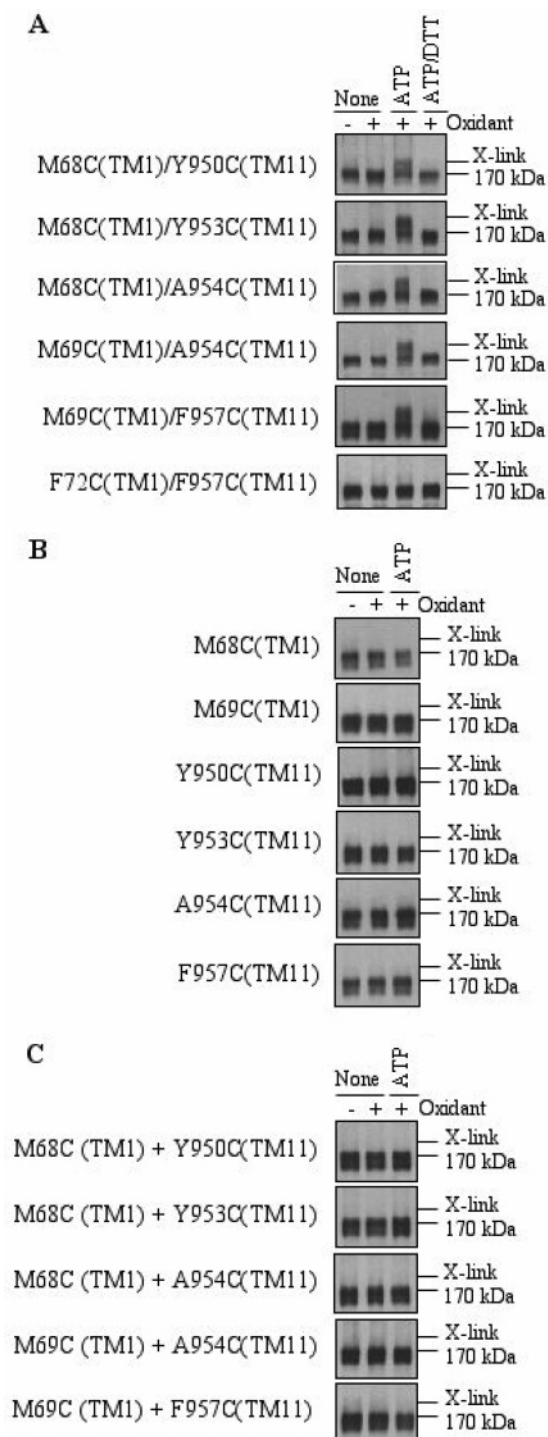 A
None ATP ATP/DTT
- + + + Oxidant
M68C(TM1)/Y950C(TM11) X-link
170 kDa
M68C(TM1)/Y953C(TM11) X-link
170 kDa
M68C(TM1)/A954C(TM11) X-link
170 kDa
M69C(TM1)/A954C(TM11) X-link
170 kDa
M69C(TM1)/F957C(TM11) X-link
170 kDa
F72C(TM1)/F957C(TM11) X-link
170 kDa
B
None ATP
- + + Oxidant
M68C(TM1) X-link
170 kDa
M69C(TM1) X-link
170 kDa
Y950C(TM11) X-link
170 kDa
Y953C(TM11) X-link
170 kDa
A954C(TM11) X-link
170 kDa
F957C(TM11) X-link
170 kDa
C
None ATP
- + + Oxidant
M68C (TM1) + Y950C(TM11) X-link
170 kDa
M68C (TM1) + Y953C(TM11) X-link
170 kDa
M68C (TM1) + A954C(TM11) X-link
170 kDa
M69C (TM1) + A954C(TM11) X-link
170 kDa
M69C (TM1) + F957C(TM11) X-link
170 kDa